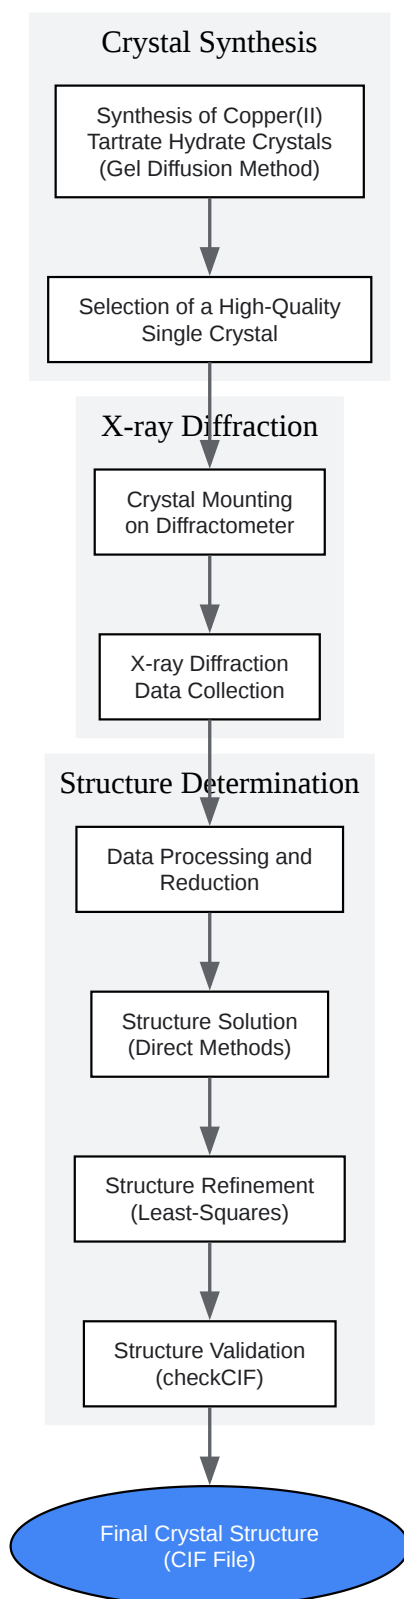 Crystal Synthesis
Synthesis of Copper(II)
Tartrate Hydrate Crystals
(Gel Diffusion Method)
Selection of a High-Quality
Single Crystal
X-ray Diffraction
Crystal Mounting
on Diffractometer
X-ray Diffraction
Data Collection
Structure Determination
Data Processing and
Reduction
Structure Solution
(Direct Methods)
Structure Refinement
(Least-Squares)
Structure Validation
(checkCIF)
Final Crystal Structure
(CIF File)